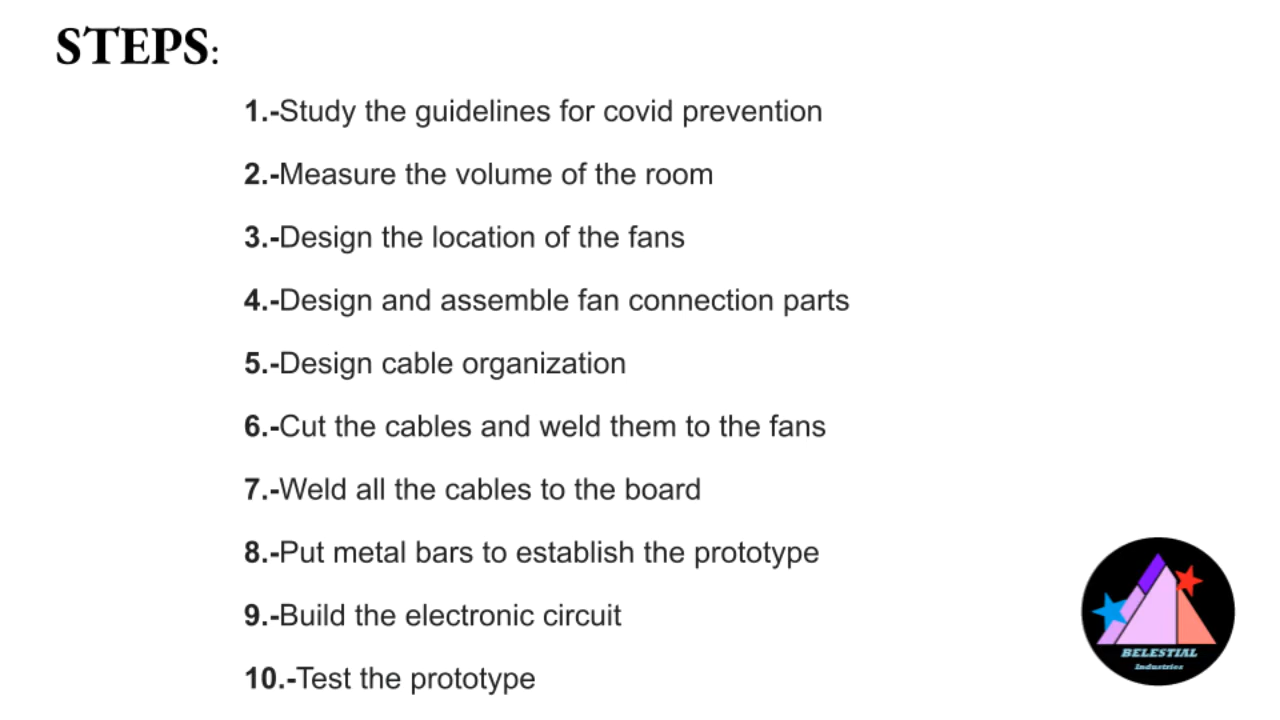 STEPS:
1.-Study the guidelines for covid prevention
2.-Measure the volume of the room
3.-Design the location of the fans
4.-Design and assemble fan connection parts
5.-Design cable organization
6.-Cut the cables and weld them to the fans
7.-Weld all the cables to the board
8.-Put metal bars to establish the prototype
9.-Build the electronic circuit
10.-Test the prototype
BELESTIAL
Industries